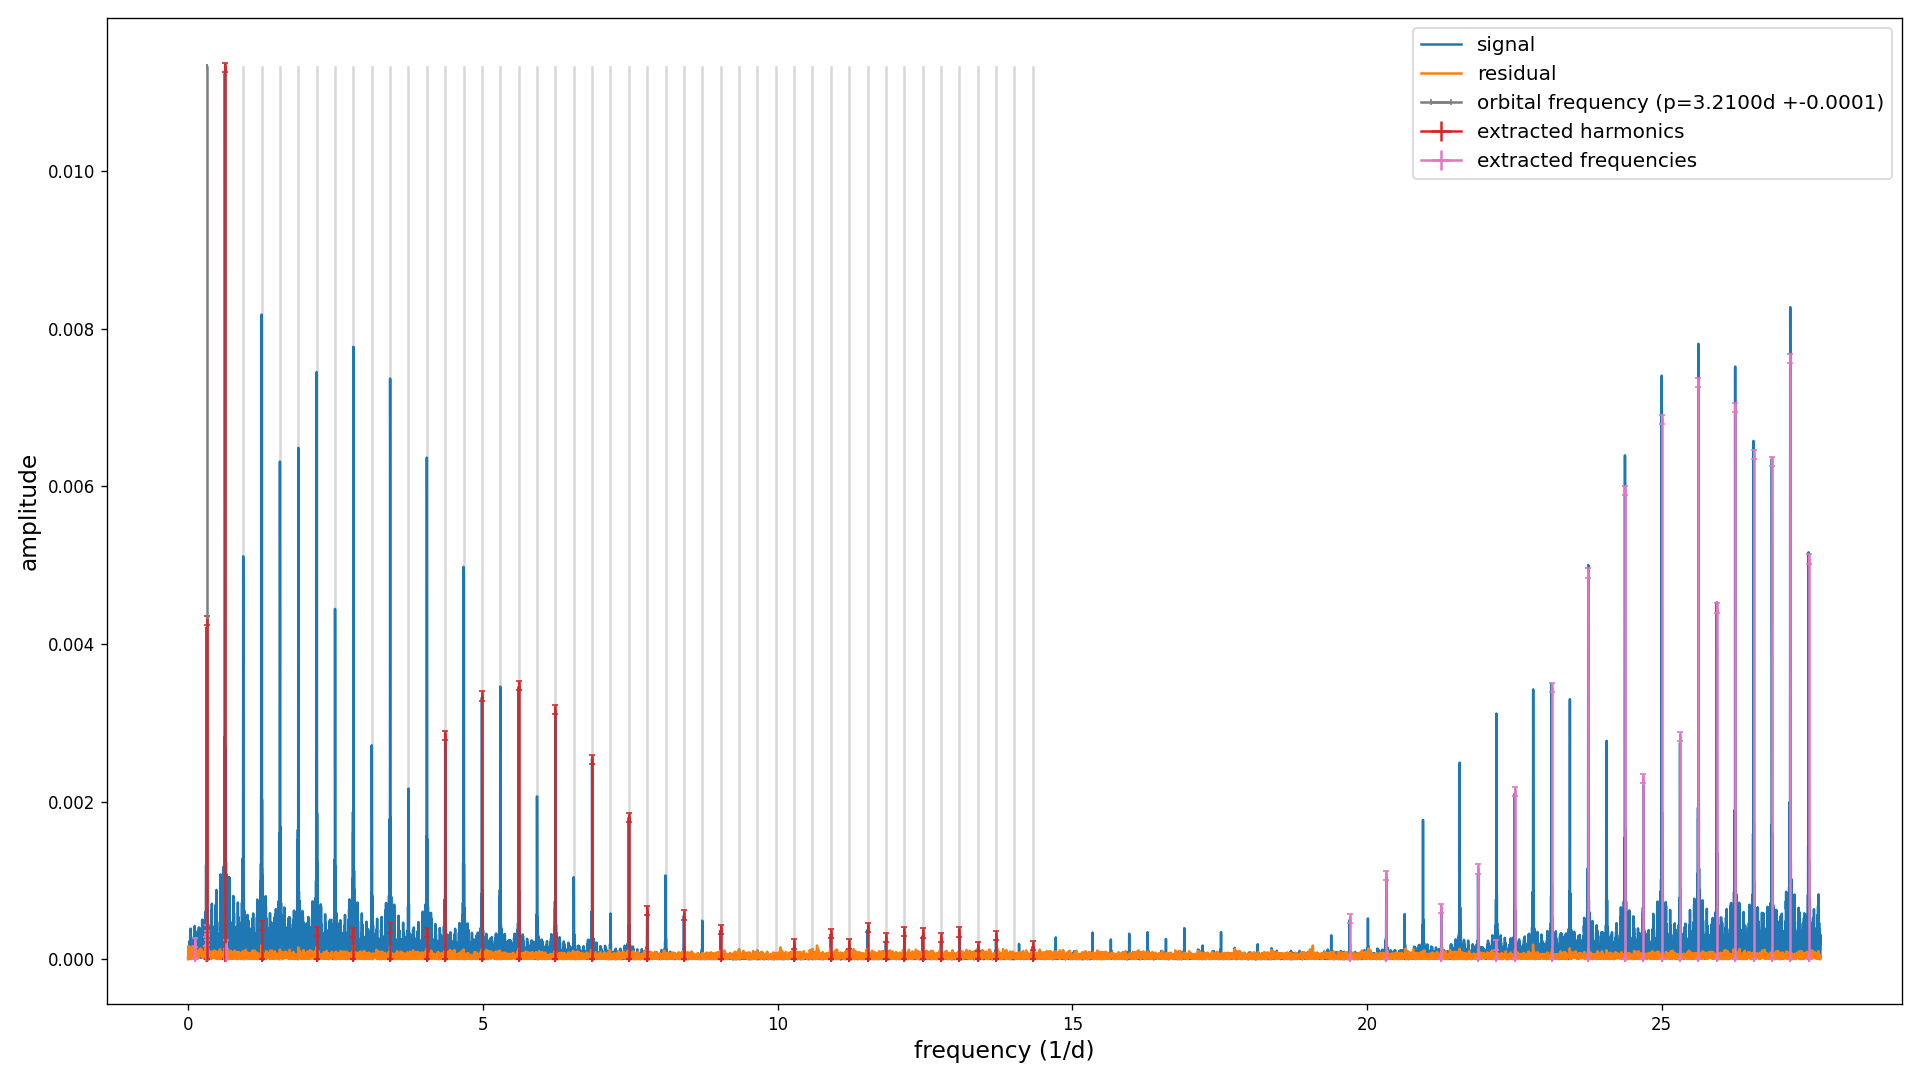 signal
residual
orbital frequency (p=3.2100d +-0.0001)
extracted harmonics
extracted frequencies
amplitude
0.010
0.008
0.006
0.004
0.002
0.000
0 5 10 15 20 25
frequency (1/d)